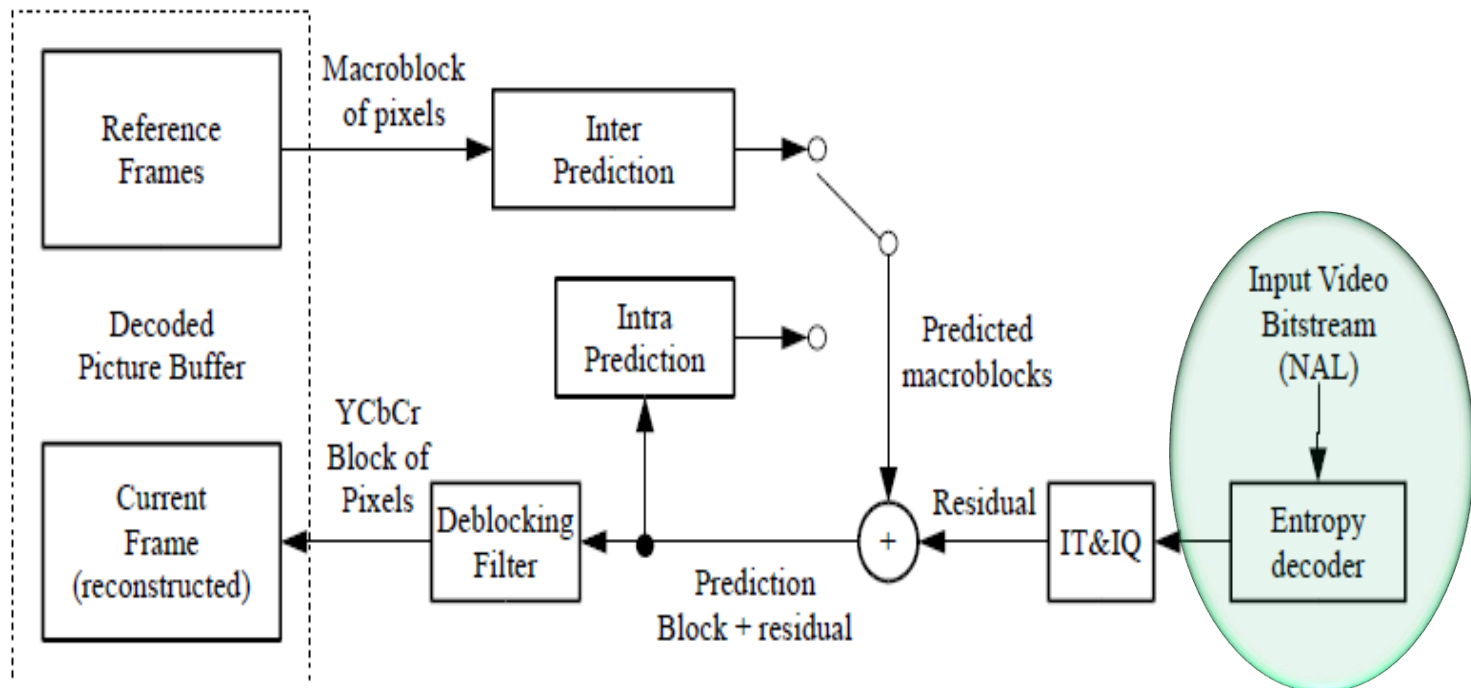 Reference
Frames
Macroblock
of pixels
Inter
Prediction
Decoded
Picture Buffer
Intra
Prediction
Predicted
macroblocks
Input Video
Bitstream
(NAL)
YCbCr
Block of
Pixels
Current
Frame
(reconstructed)
Deblocking
Filter
+
Residual
IT&IQ
Entropy
decoder
Prediction
Block + residual